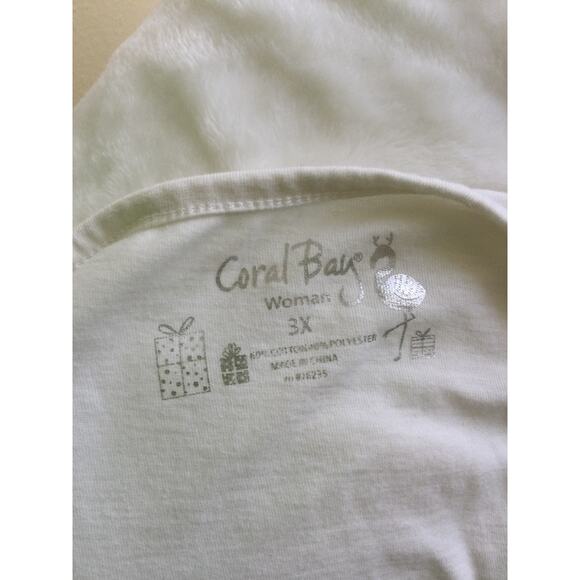 Coral Bay®
Woman
3X
60% COTTON/40% POLYESTER
MADE IN CHINA